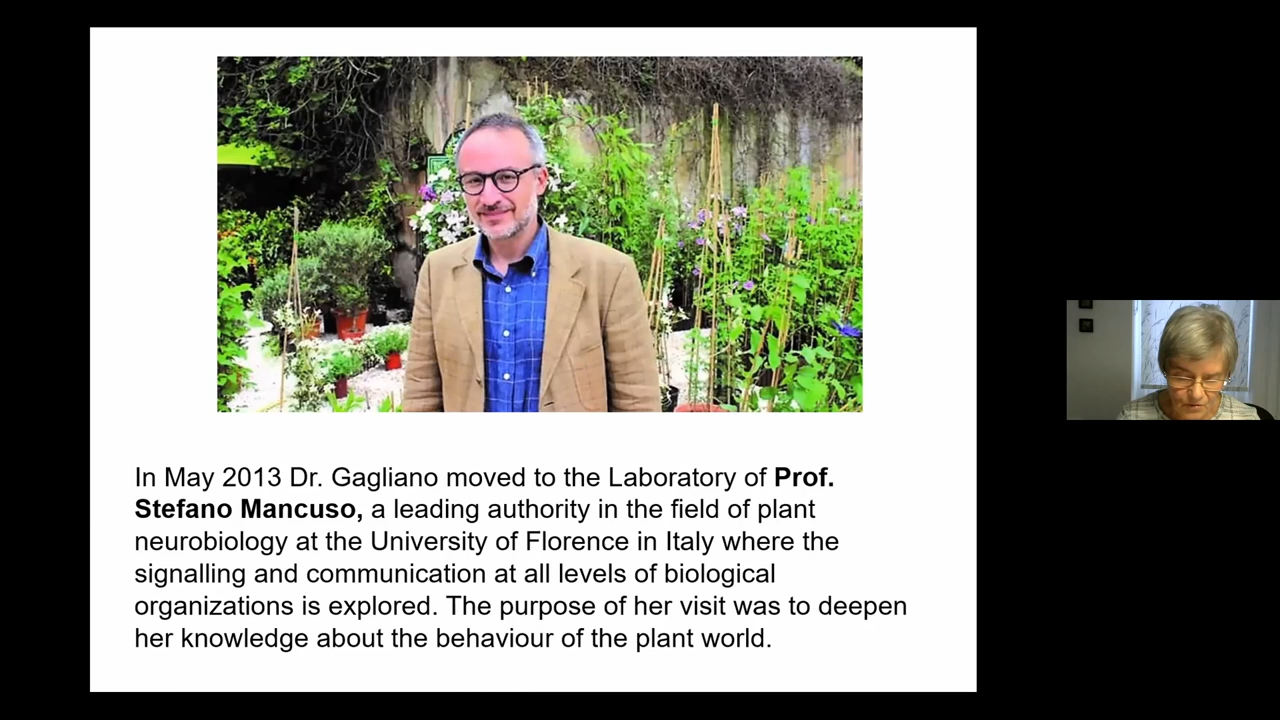 In May 2013 Dr. Gagliano moved to the Laboratory of Prof.
Stefano Mancuso, a leading authority in the field of plant
neurobiology at the University of Florence in Italy where the
signalling and communication at all levels of biological
organizations is explored. The purpose of her visit was to deepen
her knowledge about the behaviour of the plant world.